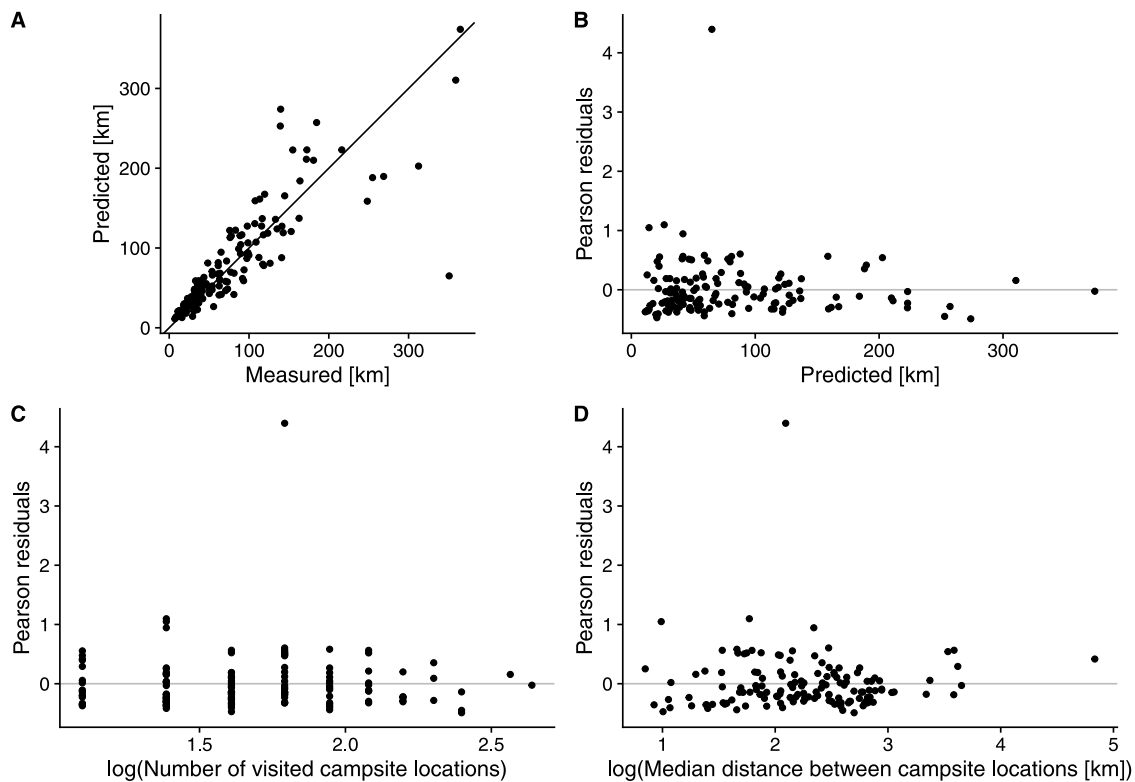 A
Predicted [km]
300
200
100
0
0 100 200 300
Measured [km]
B
Pearson residuals
4
3
2
1
0
0 100 200 300
Predicted [km]
C
Pearson residuals
4
3
2
1
0
1.5 2.0 2.5
log(Number of visited campsite locations)
D
Pearson residuals
4
3
2
1
0
1 2 3 4 5
log(Median distance between campsite locations [km])